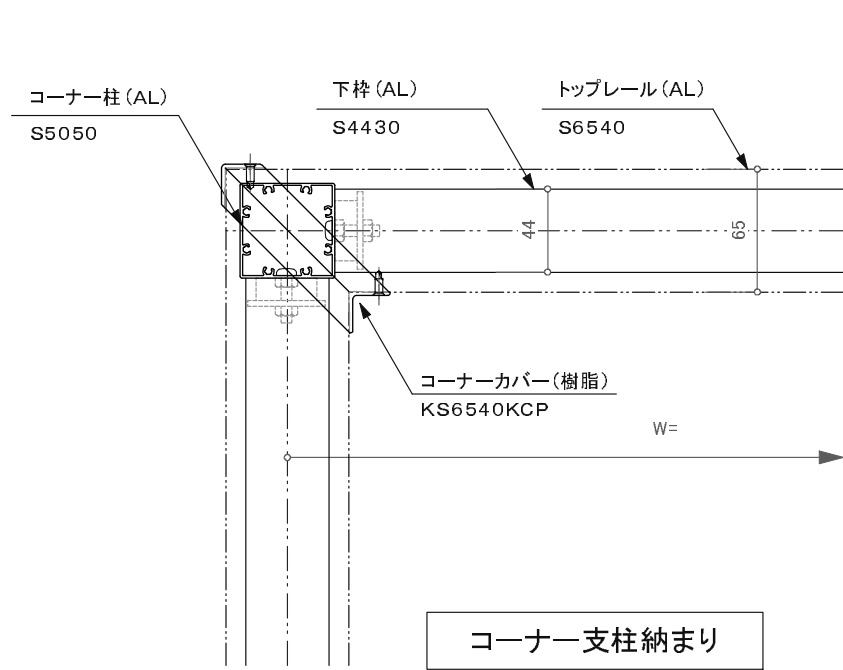 コーナー柱(AL)
S5050
下枠(AL)
S4430
トップレール(AL)
S6540
44
65
コーナーカバー(樹脂)
KS6540KCP
W=
コーナー支柱納まり